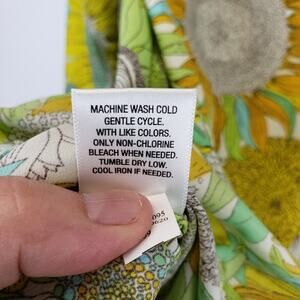 MACHINE WASH COLD
GENTLE CYCLE.
WITH LIKE COLORS.
ONLY NON-CHLORINE
BLEACH WHEN NEEDED.
TUMBLE DRY LOW.
COOL IRON IF NEEDED.